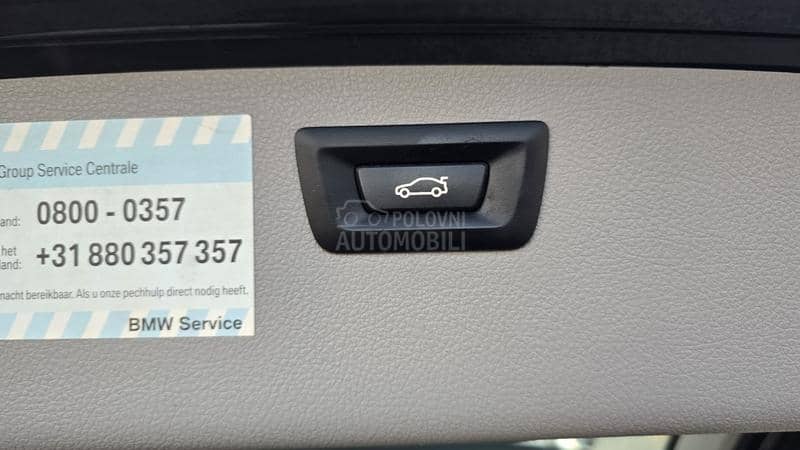 Group Service Centrale
land: 0800 - 0357
het
land: +31 880 357 357
nacht bereikbaar. Als u onze pechhulp direct nodig heeft.
BMW Service
POLOVNI
AUTOMOBILI